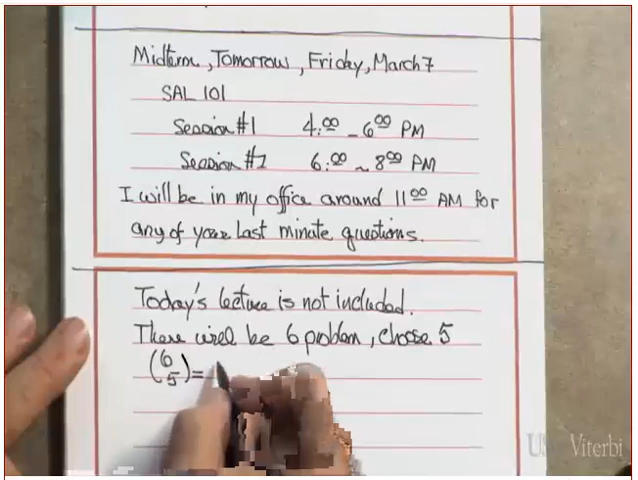 Midterm, Tomorrow, Friday, March 7
SAL 101
Session #1 4:00 - 6:00 PM
Session #2 6:00 - 8:00 PM
I will be in my office around 11:00 AM for
any of your last minute questions.
Today's lecture is not included.
There will be 6 problem, choose 5
(6
5) =
USC Viterbi